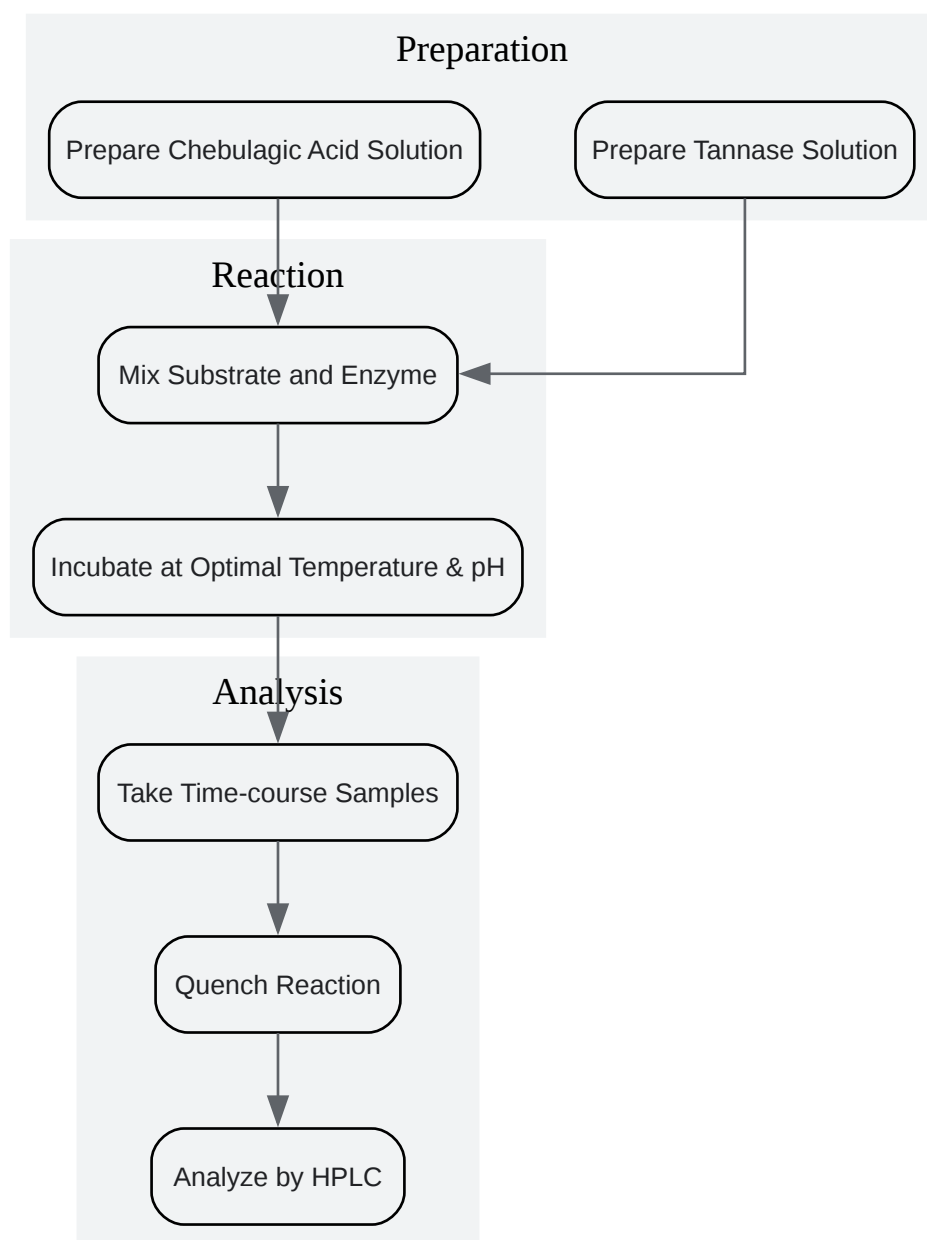 Preparation
Prepare Chebulagic Acid Solution
Prepare Tannase Solution
Reaction
Mix Substrate and Enzyme
Incubate at Optimal Temperature & pH
Analysis
Take Time-course Samples
Quench Reaction
Analyze by HPLC